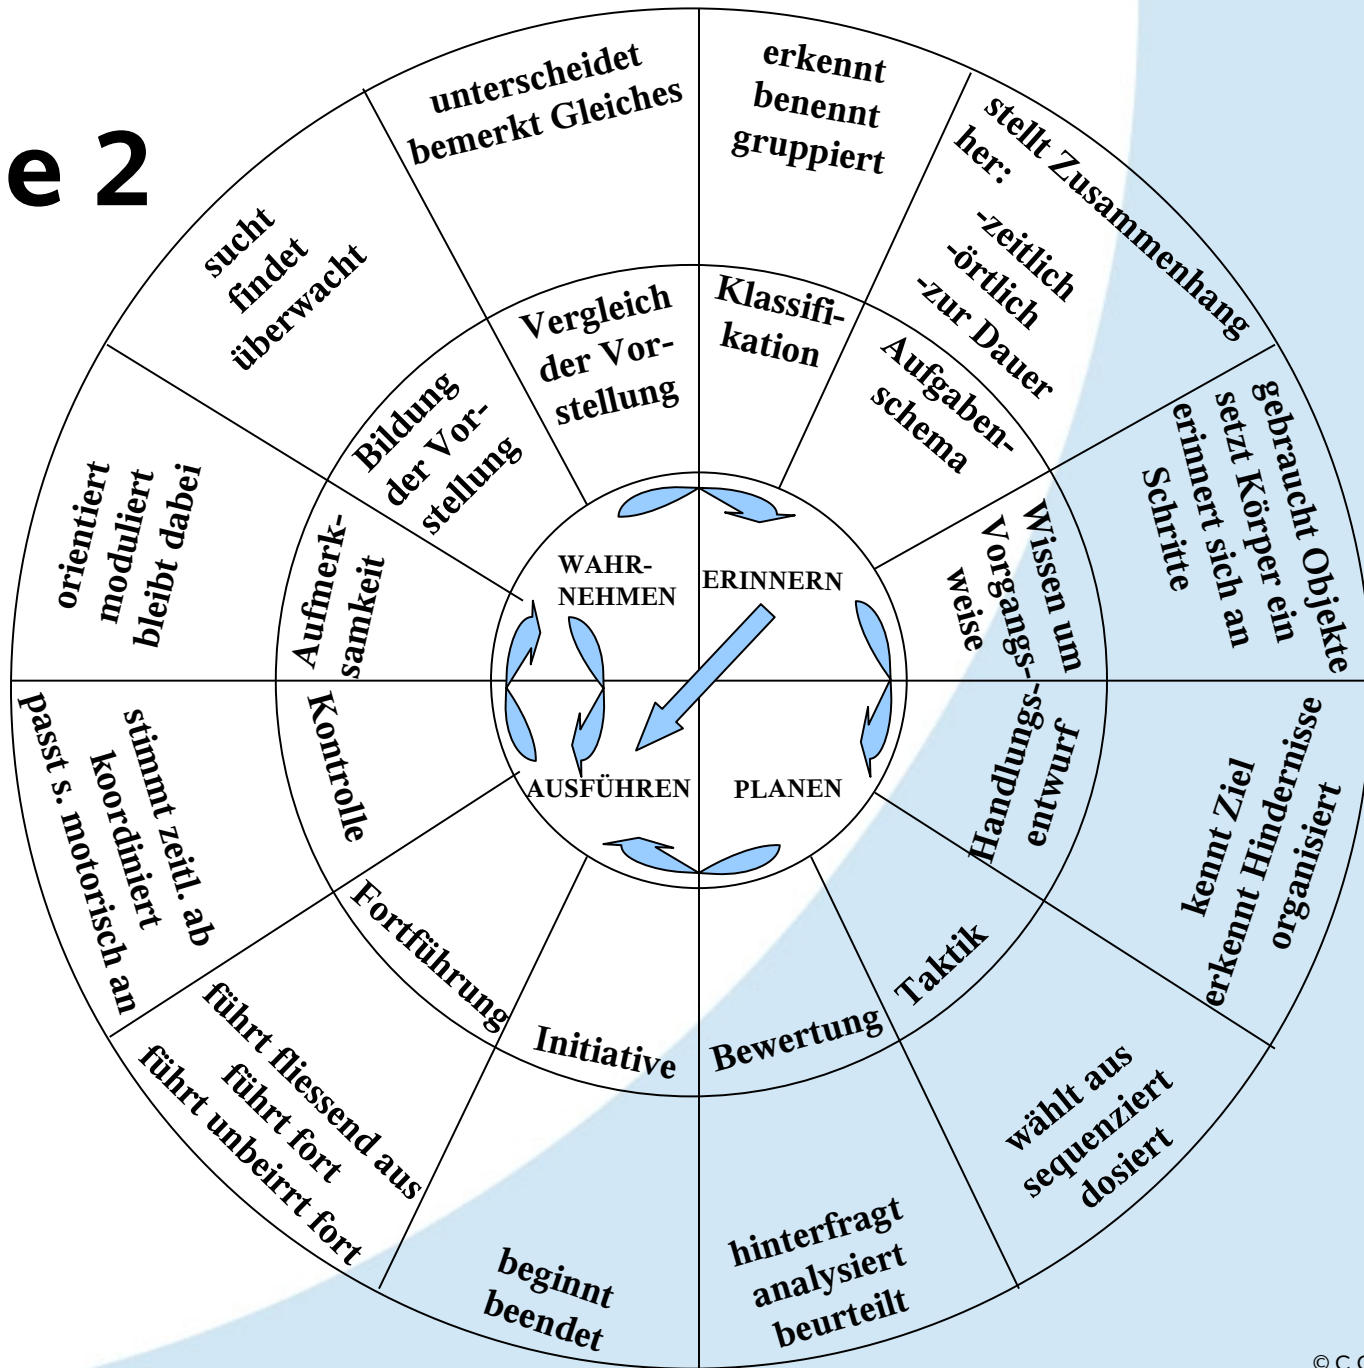 e 2
unterscheidet
bemerkt Gleiches
erkennt
benennt
gruppiert
stellt Zusammenhang
her:
-zeitlich
-örtlich
-zur Dauer
gebraucht Objekte
setzt Körper ein
erinnert sich an
Schritte
kennt Ziel
erkennt Hindernisse
organisiert
wählt aus
sequenziert
dosiert
hinterfragt
analysiert
beurteilt
beginnt
beendet
führt fliessend aus
führt fort
führt unbeirrt fort
stimmt zeitl. ab
koordiniert
passt s. motorisch an
orientiert
moduliert
bleibt dabei
sucht
findet
überwacht
Vergleich
der Vor-
stellung
Klassifi-
kation
Aufgaben-
schema
Wissen um
Vorgangs-
weise
Handlungs-
entwurf
Taktik
Bewertung
Initiative
Fortführung
Kontrolle
Aufmerk-
samkeit
Bildung
der Vor-
stellung
WAHR-
NEHMEN
ERINNERN
AUSFÜHREN
PLANEN
© C.